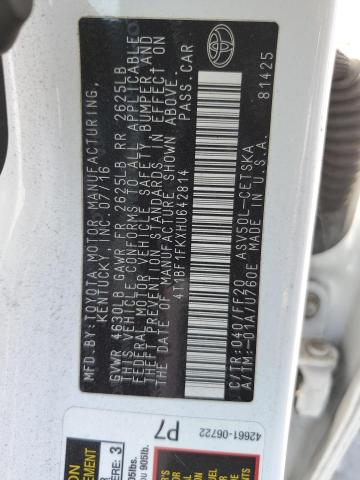 MFD. BY:TOYOTA MOTOR MANUFACTURING,
KENTUCKY, INC. 07/16
GVWR 4630LB GAWR FR 2625LB RR 2625LB
THIS VEHICLE CONFORMS TO ALL APPLICABLE
FEDERAL MOTOR VEHICLE SAFETY, BUMPER, AND
THEFT PREVENTION STANDARDS IN EFFECT ON
THE DATE OF MANUFACTURE SHOWN ABOVE.
4T1BF1FKXHU642814 PASS.CAR
C/TR:040/FF20 ASV50L-CETSKA
A/TM:-01A/U760E MADE IN U.S.A.
81425
42661-06722
P7